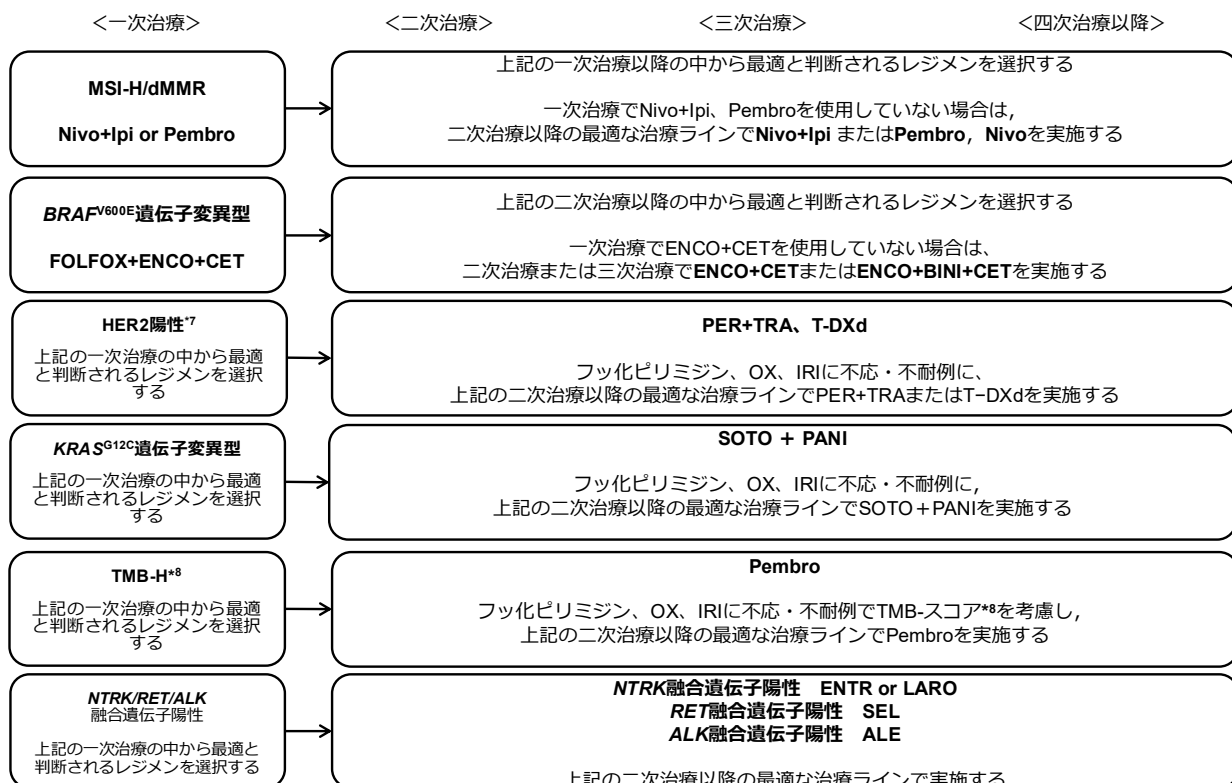 ＜一次治療＞ ＜二次治療＞ ＜三次治療＞ ＜四次治療以降＞
MSI-H/dMMR
Nivo+Ipi or Pembro
上記の一次治療以降の中から最適と判断されるレジメンを選択する
一次治療でNivo+Ipi、Pembroを使用していない場合は，
二次治療以降の最適な治療ラインでNivo+Ipi またはPembro，Nivoを実施する
BRAFV600E遺伝子変異型
FOLFOX+ENCO+CET
上記の二次治療以降の中から最適と判断されるレジメンを選択する
一次治療でENCO+CETを使用していない場合は、
二次治療または三次治療でENCO+CETまたはENCO+BINI+CETを実施する
HER2陽性*7
上記の一次治療の中から最適
と判断されるレジメンを選択
する
PER+TRA、T-DXd
フッ化ピリミジン、OX、IRIに不応・不耐例に、
上記の二次治療以降の最適な治療ラインでPER+TRAまたはT−DXdを実施する
KRASG12C遺伝子変異型
上記の一次治療の中から最適
と判断されるレジメンを選択
する
SOTO ＋ PANI
フッ化ピリミジン、OX、IRIに不応・不耐例に，
上記の二次治療以降の最適な治療ラインでSOTO＋PANIを実施する
TMB-H*8
上記の一次治療の中から最適
と判断されるレジメンを選択
する
Pembro
フッ化ピリミジン、OX、IRIに不応・不耐例でTMB-スコア*8を考慮し，
上記の二次治療以降の最適な治療ラインでPembroを実施する
NTRK/RET/ALK
融合遺伝子陽性
上記の一次治療の中から最適と
判断されるレジメンを選択する
NTRK融合遺伝子陽性 ENTR or LARO
RET融合遺伝子陽性 SEL
ALK融合遺伝子陽性 ALE
上記の二次治療以降の最適な治療ラインで実施する